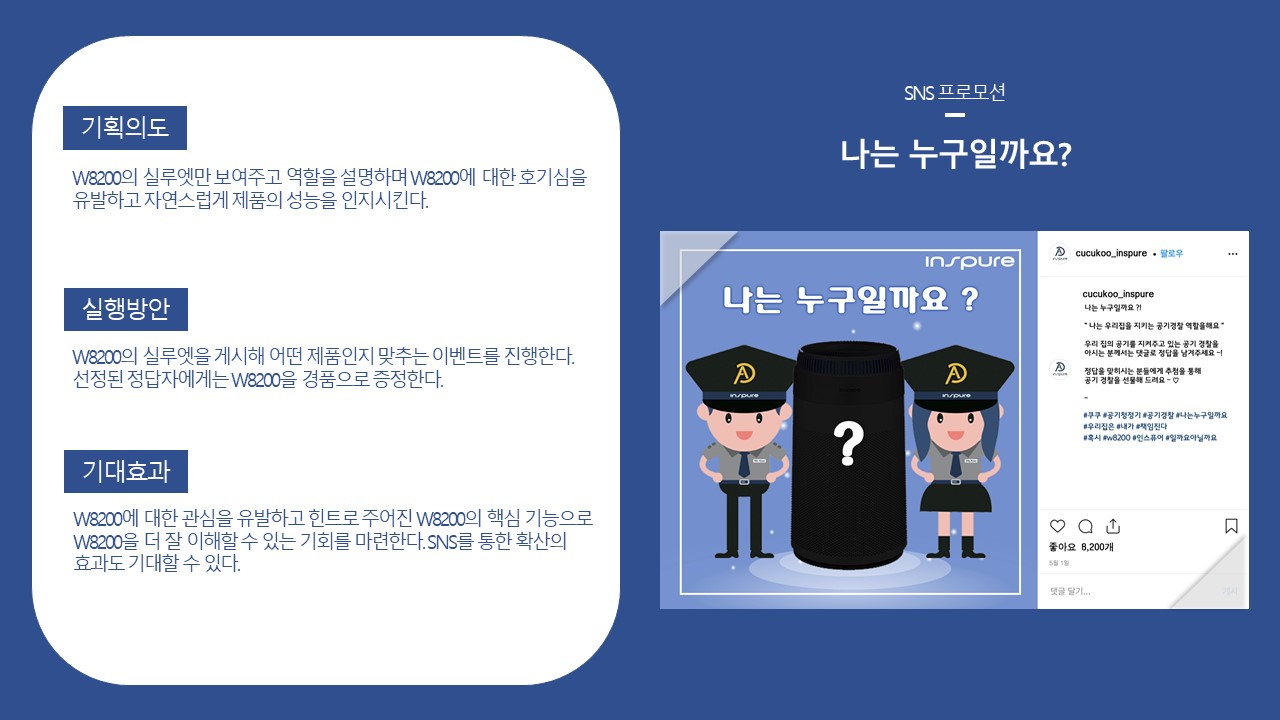 기획의도
W8200의 실루엣만 보여주고 역할을 설명하며 W8200에 대한 호기심을
유발하고 자연스럽게 제품의 성능을 인지시킨다.
실행방안
W8200의 실루엣을 게시해 어떤 제품인지 맞추는 이벤트를 진행한다.
선정된 정답자에게는 W8200을 경품으로 증정한다.
기대효과
W8200에 대한 관심을 유발하고 힌트로 주어진 W8200의 핵심 기능으로
W8200을 더 잘 이해할 수 있는 기회를 마련한다. SNS를 통한 확산의
효과도 기대할 수 있다.
SNS 프로모션
나는 누구일까요?
inspure
나는 누구일까요 ?
inspure
inspure
?
cucukoo_inspure • 팔로우
cucukoo_inspure
나는 누구일까요 ?!
" 나는 우리집을 지키는 공기경찰 역할을해요 "
우리 집의 공기를 지켜주고 있는 공기 경찰을
아시는 분께서는 댓글로 정답을 남겨주세요 ~!
정답을 맞히시는 분들에게 추첨을 통해
공기 경찰을 선물해 드려요 ~ ♡
~
#쿠쿠 #공기청정기 #공기경찰 #나는누구일까요
#우리집은 #내가 #책임진다
#혹시 #w8200 #인스퓨어 #일까요아닐까요
좋아요 8,200개
5월 1일
댓글 달기...
게시